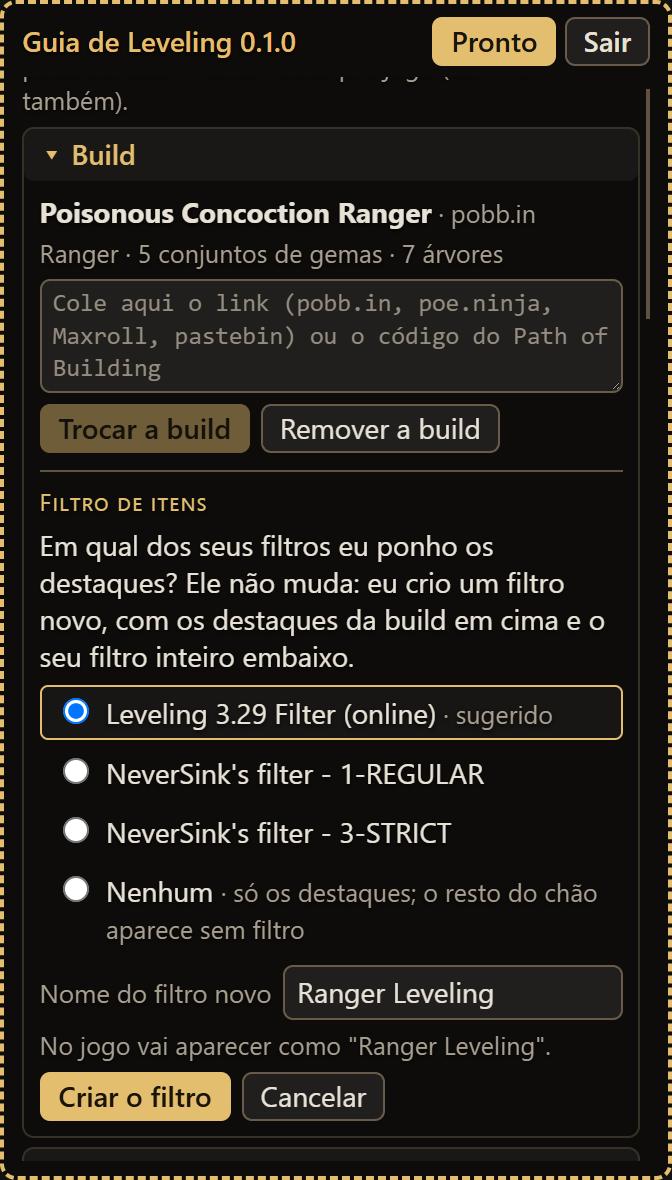 Guia de Leveling 0.1.0
Pronto
Sair
também).
▼ Build
Poisonous Concoction Ranger · pobb.in
Ranger · 5 conjuntos de gemas · 7 árvores
Cole aqui o link (pobb.in, poe.ninja,
Maxroll, pastebin) ou o código do Path of
Building
Trocar a build
Remover a build
Filtro de itens
Em qual dos seus filtros eu ponho os
destaques? Ele não muda: eu crio um filtro
novo, com os destaques da build em cima e o
seu filtro inteiro embaixo.
Leveling 3.29 Filter (online) · sugerido
NeverSink's filter - 1-REGULAR
NeverSink's filter - 3-STRICT
Nenhum · só os destaques; o resto do chão
aparece sem filtro
Nome do filtro novo
Ranger Leveling
No jogo vai aparecer como "Ranger Leveling".
Criar o filtro
Cancelar